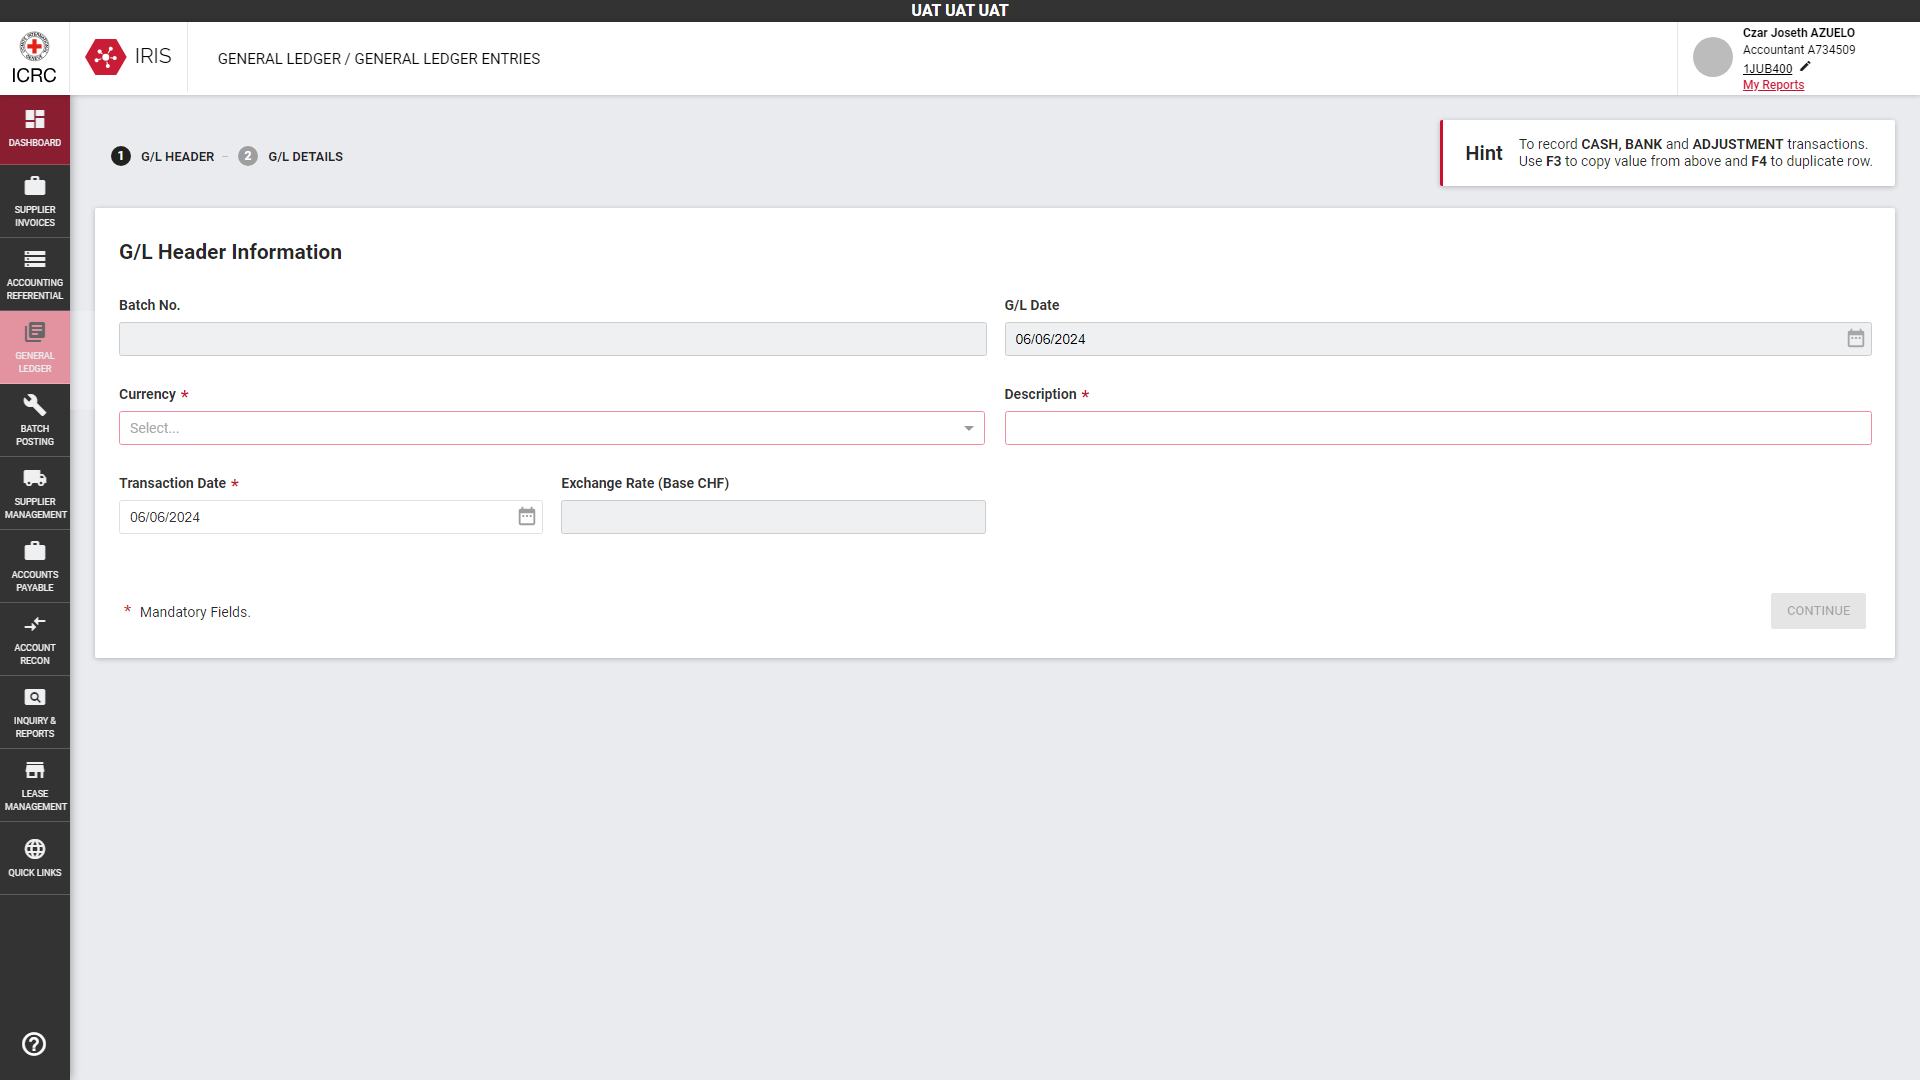 UAT UAT UAT
ICRC
IRIS
GENERAL LEDGER / GENERAL LEDGER ENTRIES
Czar Joseth AZUELO
Accountant A734509
1JUB400
My Reports
DASHBOARD
SUPPLIER
INVOICES
ACCOUNTING
REFERENTIAL
GENERAL
LEDGER
BATCH
POSTING
SUPPLIER
MANAGEMENT
ACCOUNTS
PAYABLE
ACCOUNT
RECON
INQUIRY &
REPORTS
LEASE
MANAGEMENT
QUICK LINKS
1 G/L HEADER – 2 G/L DETAILS
Hint
To record CASH, BANK and ADJUSTMENT transactions.
Use F3 to copy value from above and F4 to duplicate row.
G/L Header Information
Batch No.
G/L Date
06/06/2024
Currency *
Select...
Description *
Transaction Date *
06/06/2024
Exchange Rate (Base CHF)
* Mandatory Fields.
CONTINUE